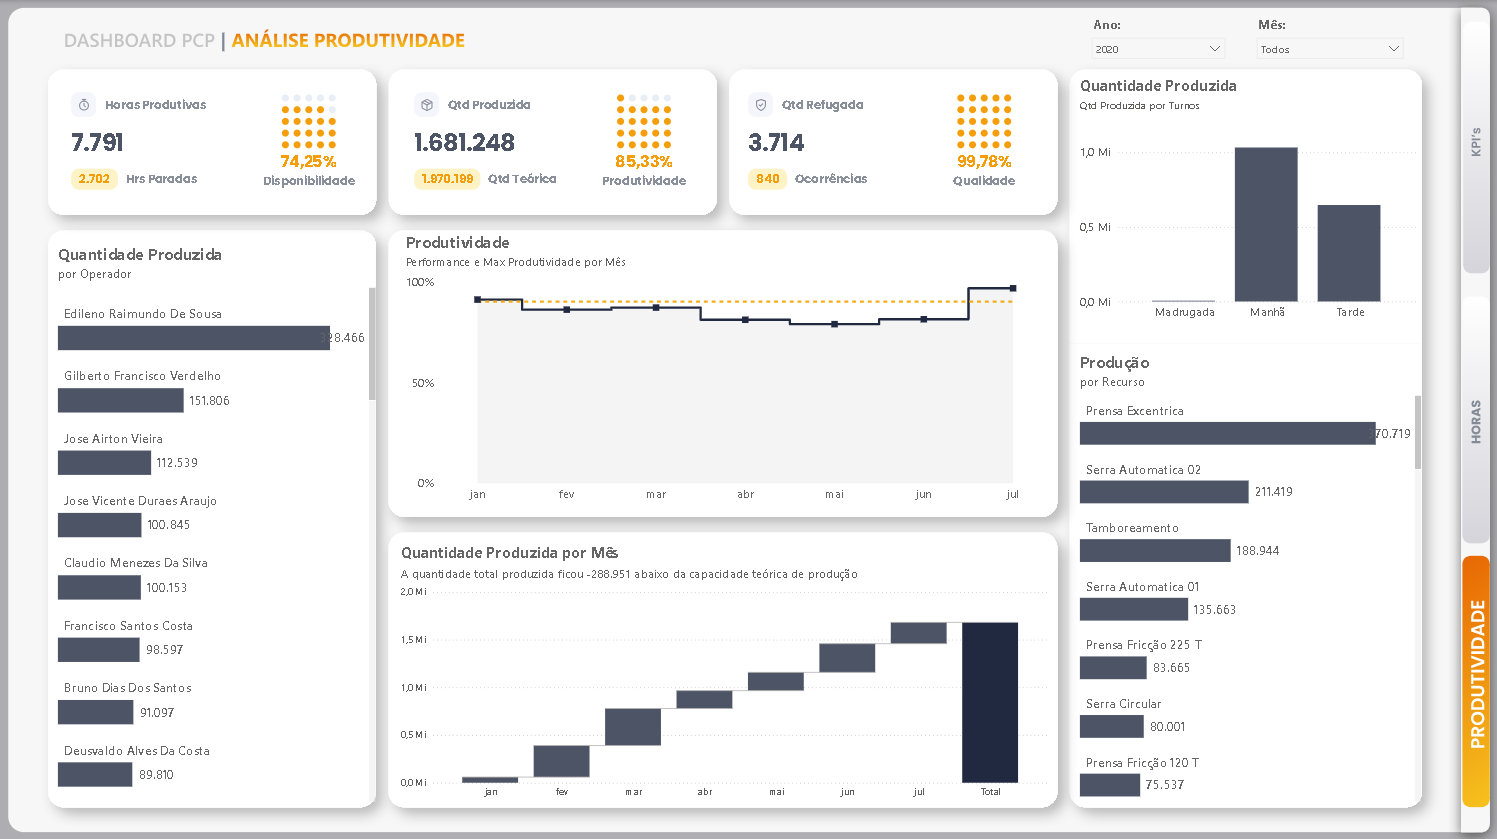 DASHBOARD PCP | ANÁLISE PRODUTIVIDADE
Ano:
2020
Mês:
Todos
Horas Produtivas
7.791
2.702 Hrs Paradas
74,25%
Disponibilidade
Qtd Produzida
1.681.248
1.970.199 Qtd Teórica
85,33%
Produtividade
Qtd Refugada
3.714
840 Ocorrências
99,78%
Qualidade
Quantidade Produzida
Qtd Produzida por Turnos
1,0 Mi
0,5 Mi
0,0 Mi
Madrugada Manhã Tarde
Quantidade Produzida
por Operador
Edileno Raimundo De Sousa
328.466
Gilberto Francisco Verdelho
151.806
Jose Airton Vieira
112.539
Jose Vicente Duraes Araujo
100.845
Claudio Menezes Da Silva
100.153
Francisco Santos Costa
98.597
Bruno Dias Dos Santos
91.097
Deusvaldo Alves Da Costa
89.810
Produtividade
Performance e Max Produtividade por Mês
100%
50%
0%
jan fev mar abr mai jun jul
Quantidade Produzida por Mês
A quantidade total produzida ficou -288.951 abaixo da capacidade teórica de produção
2,0 Mi
1,5 Mi
1,0 Mi
0,5 Mi
0,0 Mi
jan fev mar abr mai jun jul Total
Produção
por Recurso
Prensa Excentrica
370.719
Serra Automatica 02
211.419
Tamboreamento
188.944
Serra Automatica 01
135.663
Prensa Fricção 225 T
83.665
Serra Circular
80.001
Prensa Fricção 120 T
75.537
KPI's
HORAS
PRODUTIVIDADE